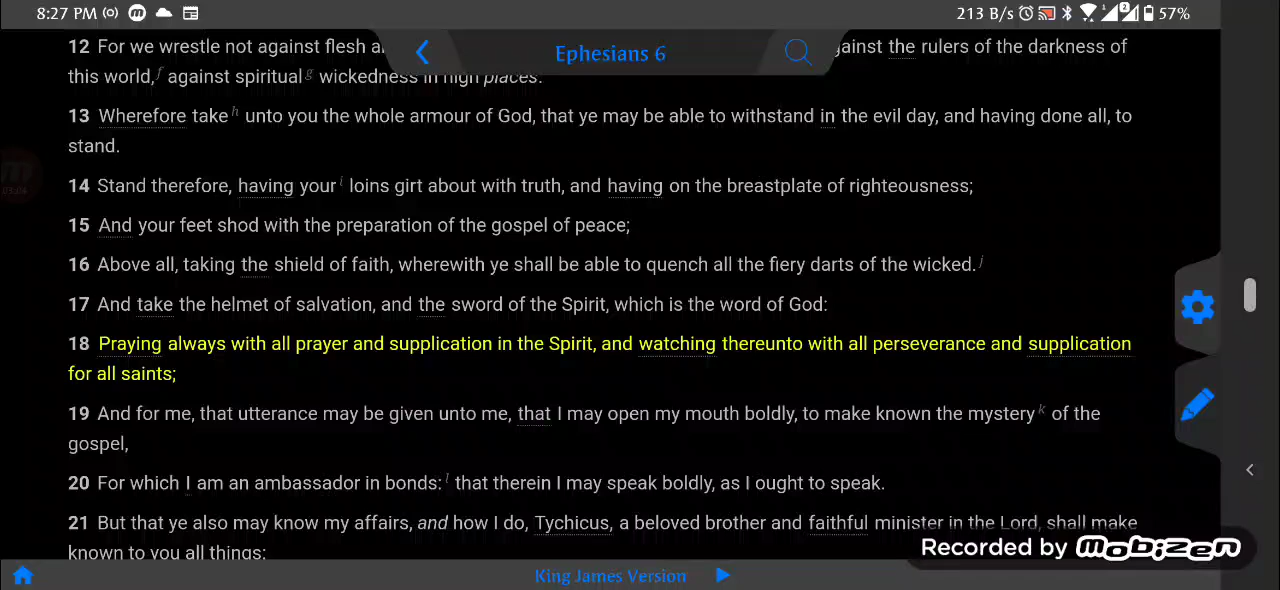 8:27 PM
213 B/s
57%
Ephesians 6
12 For we wrestle not against flesh a
gainst the rulers of the darkness of
this world, f against spiritual g wickedness in high places.
13 Wherefore take h unto you the whole armour of God, that ye may be able to withstand in the evil day, and having done all, to
stand.
14 Stand therefore, having your i loins girt about with truth, and having on the breastplate of righteousness;
15 And your feet shod with the preparation of the gospel of peace;
16 Above all, taking the shield of faith, wherewith ye shall be able to quench all the fiery darts of the wicked. j
17 And take the helmet of salvation, and the sword of the Spirit, which is the word of God:
18 Praying always with all prayer and supplication in the Spirit, and watching thereunto with all perseverance and supplication
for all saints;
19 And for me, that utterance may be given unto me, that I may open my mouth boldly, to make known the mystery k of the
gospel,
20 For which I am an ambassador in bonds: l that therein I may speak boldly, as I ought to speak.
21 But that ye also may know my affairs, and how I do, Tychicus, a beloved brother and faithful minister in the Lord, shall make
known to you all things:
Recorded by mobizen
King James Version